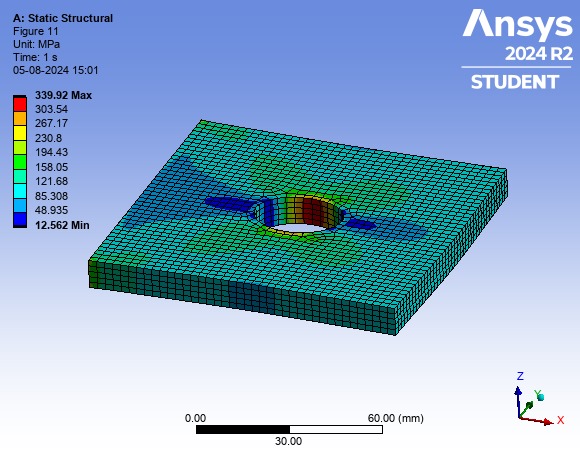 A: Static Structural
Figure 11
Unit: MPa
Time: 1 s
05-08-2024 15:01
339.92 Max
303.54
267.17
230.8
194.43
158.05
121.68
85.308
48.935
12.562 Min
Ansys
2024 R2
STUDENT
0.00
60.00 (mm)
30.00
Z
Y
X